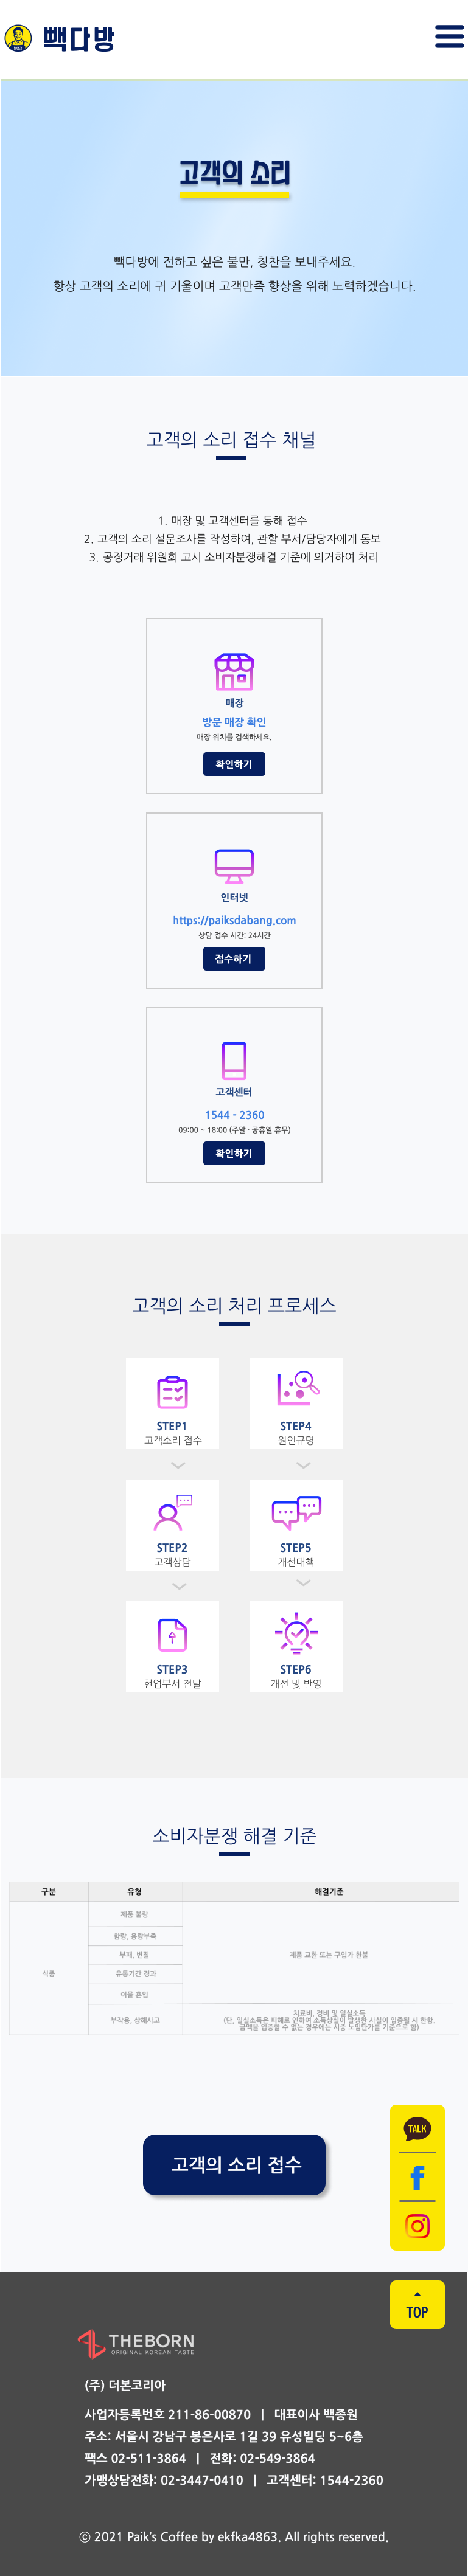 빽다방
고객의 소리
빽다방에 전하고 싶은 불만, 칭찬을 보내주세요.
항상 고객의 소리에 귀 기울이며 고객만족 향상을 위해 노력하겠습니다.
고객의 소리 접수 채널
1. 매장 및 고객센터를 통해 접수
2. 고객의 소리 설문조사를 작성하여, 관할 부서/담당자에게 통보
3. 공정거래 위원회 고시 소비자분쟁해결 기준에 의거하여 처리
매장
방문 매장 확인
매장 위치를 검색하세요.
확인하기
인터넷
https://paiksdabang.com
상담 접수 시간: 24시간
접수하기
고객센터
1544 - 2360
09:00 ~ 18:00 (주말 · 공휴일 휴무)
확인하기
고객의 소리 처리 프로세스
STEP1
고객소리 접수
STEP4
원인규명
STEP2
고객상담
STEP5
개선대책
STEP3
현업부서 전달
STEP6
개선 및 반영
소비자분쟁 해결 기준
구분 유형 해결기준
식품
제품 불량
함량, 용량부족
부패, 변질
유통기간 경과
이물 혼입
제품 교환 또는 구입가 환불
부작용, 상해사고
치료비, 경비 및 일실소득
(단, 일실소득은 피해로 인하여 소득상실이 발생한 사실이 입증될 시 한함,
금액을 입증할 수 없는 경우에는 시중 노임단가를 기준으로 함)
고객의 소리 접수
TALK
TOP
THEBORN
ORIGINAL KOREAN TASTE
(주) 더본코리아
사업자등록번호 211-86-00870 | 대표이사 백종원
주소: 서울시 강남구 봉은사로 1길 39 유성빌딩 5~6층
팩스 02-511-3864 | 전화: 02-549-3864
가맹상담전화: 02-3447-0410 | 고객센터: 1544-2360
ⓒ 2021 Paik's Coffee by ekfka4863. All rights reserved.